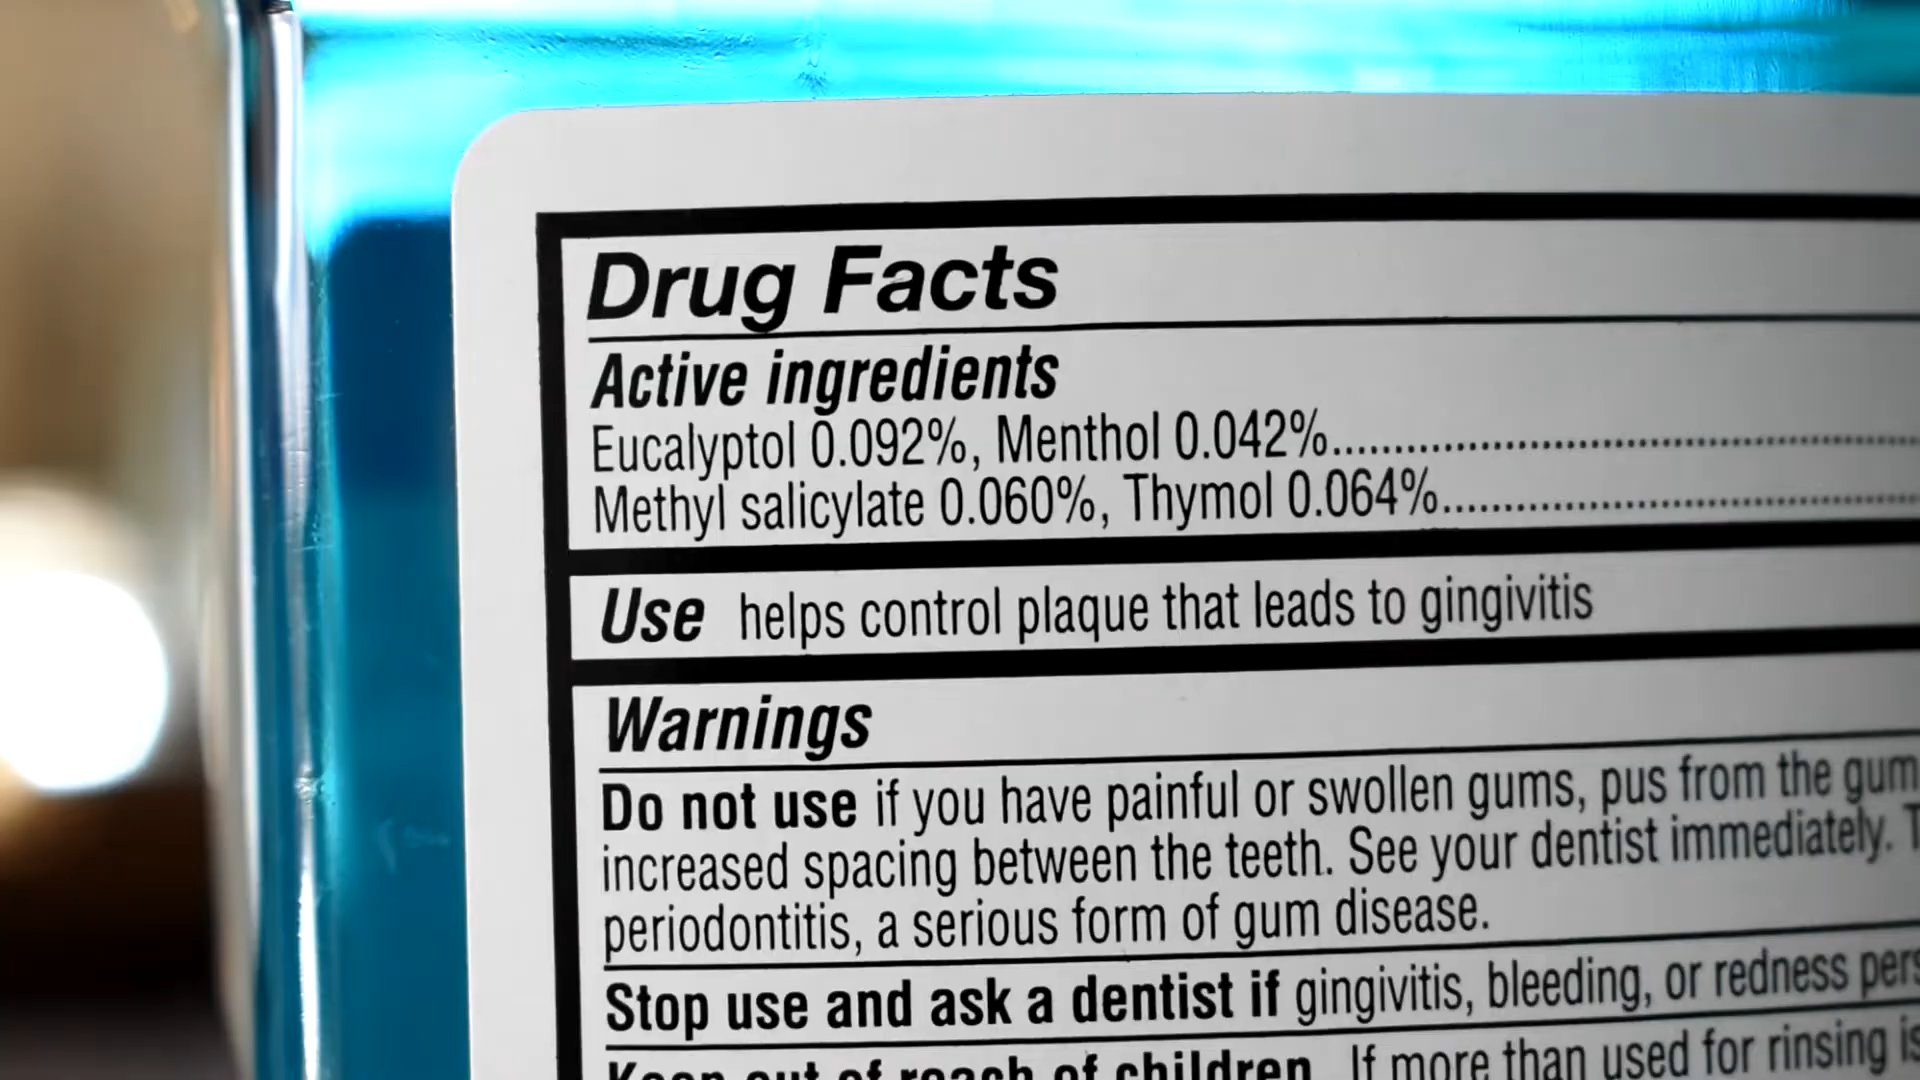 Drug Facts
Active ingredients
Eucalyptol 0.092%, Menthol 0.042%......................................................
Methyl salicylate 0.060%, Thymol 0.064%.............................................
Use helps control plaque that leads to gingivitis
Warnings
Do not use if you have painful or swollen gums, pus from the gum
increased spacing between the teeth. See your dentist immediately. T
periodontitis, a serious form of gum disease.
Stop use and ask a dentist if gingivitis, bleeding, or redness pers
Keep out of reach of children. If more than used for rinsing is